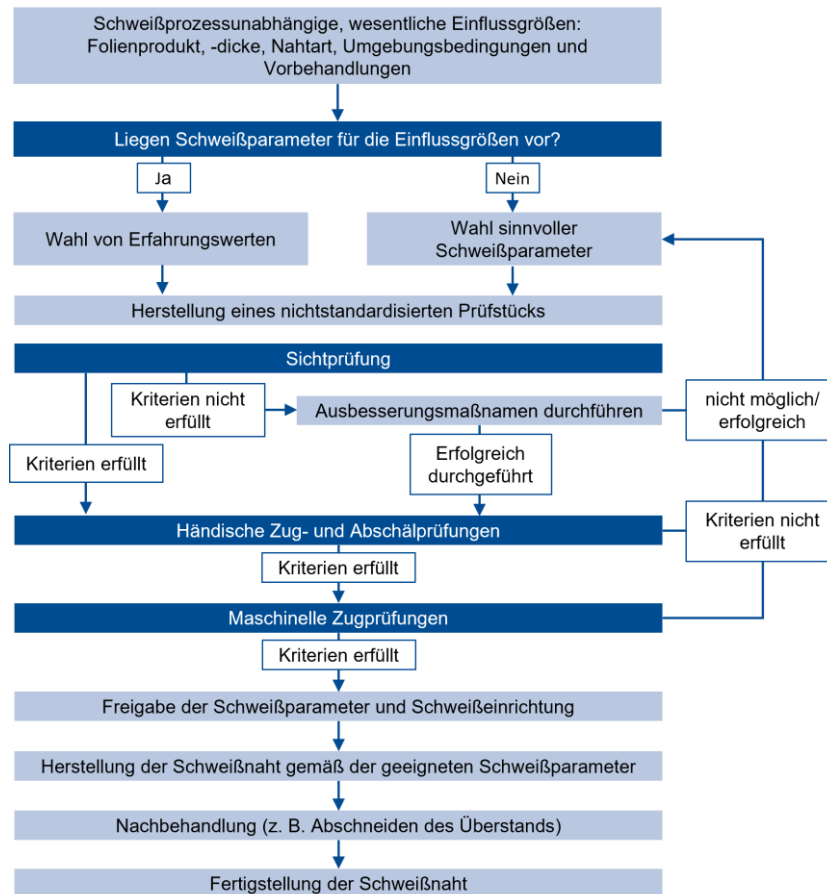 Schweißprozessunabhängige, wesentliche Einflussgrößen:
Folienprodukt, -dicke, Nahtart, Umgebungsbedingungen und
Vorbehandlungen
Liegen Schweißparameter für die Einflussgrößen vor?
Ja
Nein
Wahl von Erfahrungswerten
Wahl sinnvoller
Schweißparameter
Herstellung eines nichtstandardisierten Prüfstücks
Sichtprüfung
Kriterien nicht
erfüllt
Ausbesserungsmaßnamen durchführen
nicht möglich/
erfolgreich
Kriterien erfüllt
Erfolgreich
durchgeführt
Händische Zug- und Abschälprüfungen
Kriterien nicht
erfüllt
Kriterien erfüllt
Maschinelle Zugprüfungen
Kriterien erfüllt
Freigabe der Schweißparameter und Schweißeinrichtung
Herstellung der Schweißnaht gemäß der geeigneten Schweißparameter
Nachbehandlung (z. B. Abschneiden des Überstands)
Fertigstellung der Schweißnaht